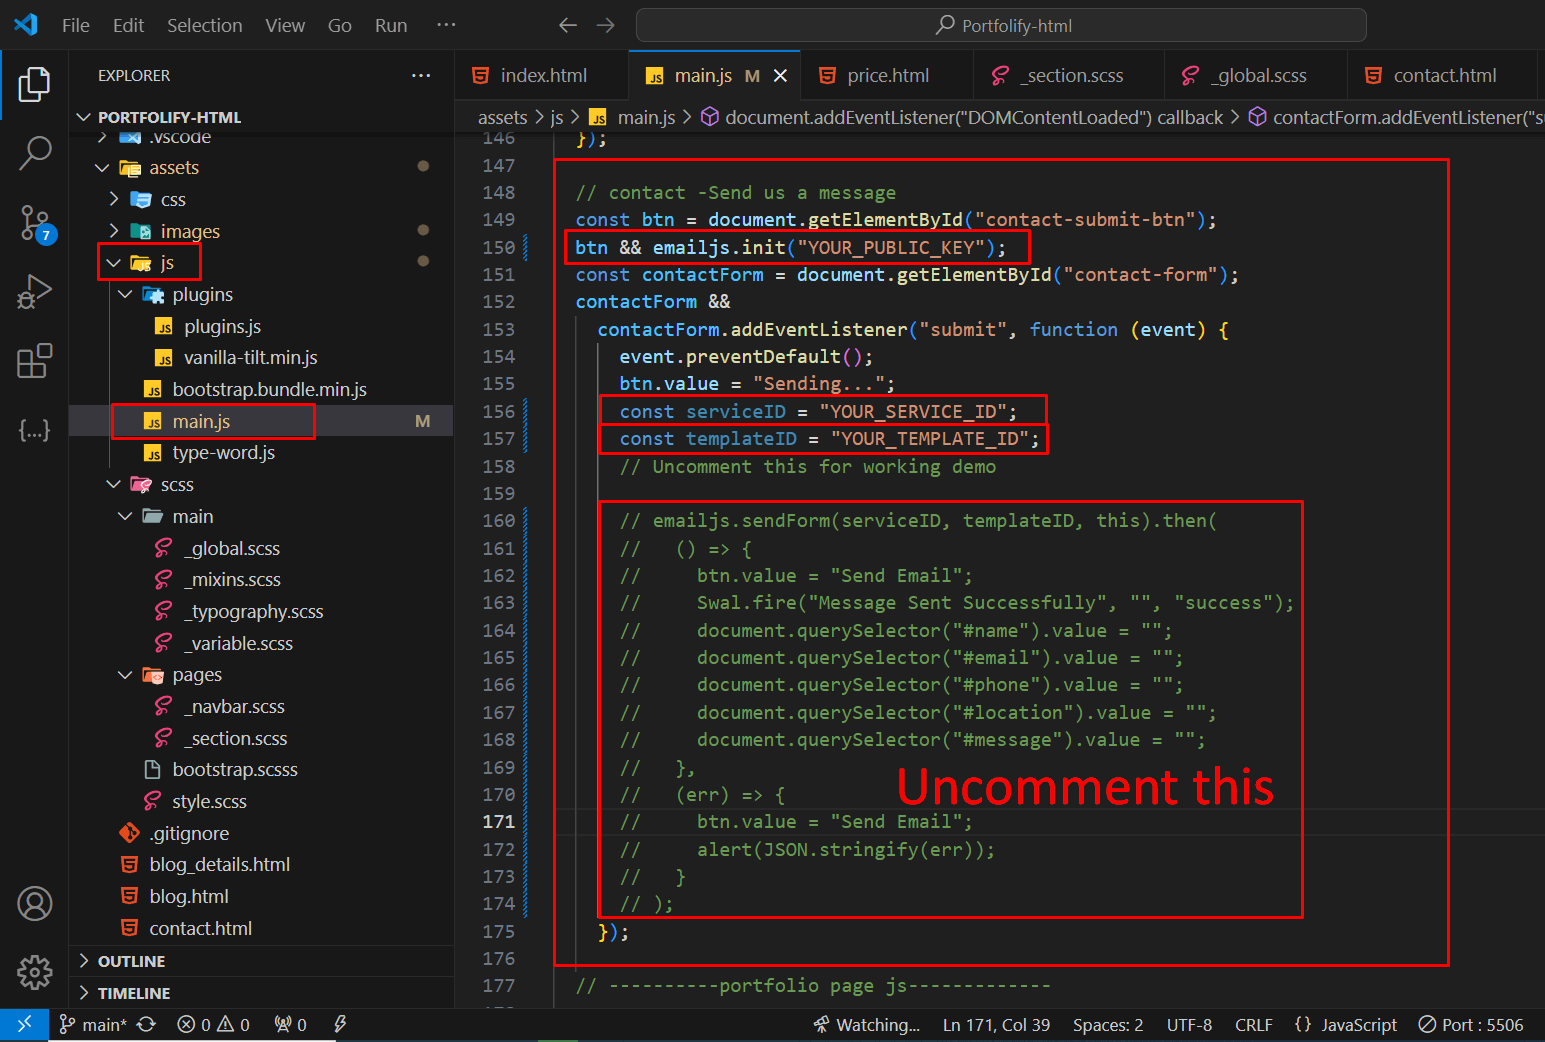 File Edit Selection View Go Run ··· Portfolify-html
EXPLORER ···
PORTFOLIFY-HTML
.vscode
assets
css
images
js
plugins
plugins.js
vanilla-tilt.min.js
bootstrap.bundle.min.js
main.js M
type-word.js
scss
main
_global.scss
_mixins.scss
_typography.scss
_variable.scss
pages
_navbar.scss
_section.scss
bootstrap.scsss
style.scss
.gitignore
blog_details.html
blog.html
contact.html
OUTLINE
TIMELINE
7
index.html main.js M price.html _section.scss _global.scss contact.html
assets > js > main.js > document.addEventListener("DOMContentLoaded") callback > contactForm.addEventListener("s
146 });
147
148 // contact -Send us a message
149 const btn = document.getElementById("contact-submit-btn");
150 btn && emailjs.init("YOUR_PUBLIC_KEY");
151 const contactForm = document.getElementById("contact-form");
152 contactForm &&
153 contactForm.addEventListener("submit", function (event) {
154 event.preventDefault();
155 btn.value = "Sending...";
156 const serviceID = "YOUR_SERVICE_ID";
157 const templateID = "YOUR_TEMPLATE_ID";
158 // Uncomment this for working demo
159
160 // emailjs.sendForm(serviceID, templateID, this).then(
161 // () => {
162 // btn.value = "Send Email";
163 // Swal.fire("Message Sent Successfully", "", "success");
164 // document.querySelector("#name").value = "";
165 // document.querySelector("#email").value = "";
166 // document.querySelector("#phone").value = "";
167 // document.querySelector("#location").value = "";
168 // document.querySelector("#message").value = "";
169 // },
170 // (err) => {
171 // btn.value = "Send Email";
172 // alert(JSON.stringify(err));
173 // }
174 // );
175 });
176
177 // ----------portfolio page js-------------
Uncomment this
main* 0 0 0 Watching... Ln 171, Col 39 Spaces: 2 UTF-8 CRLF {} JavaScript Port : 5506